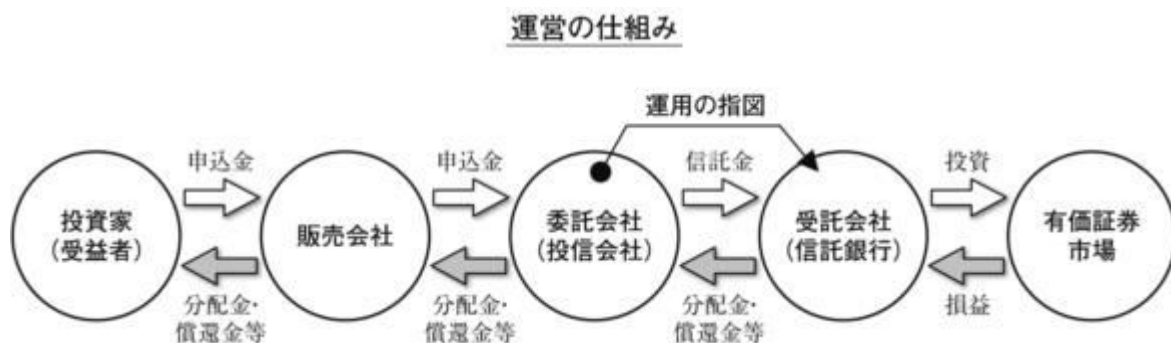 運営の仕組み
運用の指図
申込金
申込金
信託金
投資
投資家
(受益者)
販売会社
委託会社
(投信会社)
受託会社
(信託銀行)
有価証券
市場
分配金・
償還金等
分配金・
償還金等
分配金・
償還金等
損益